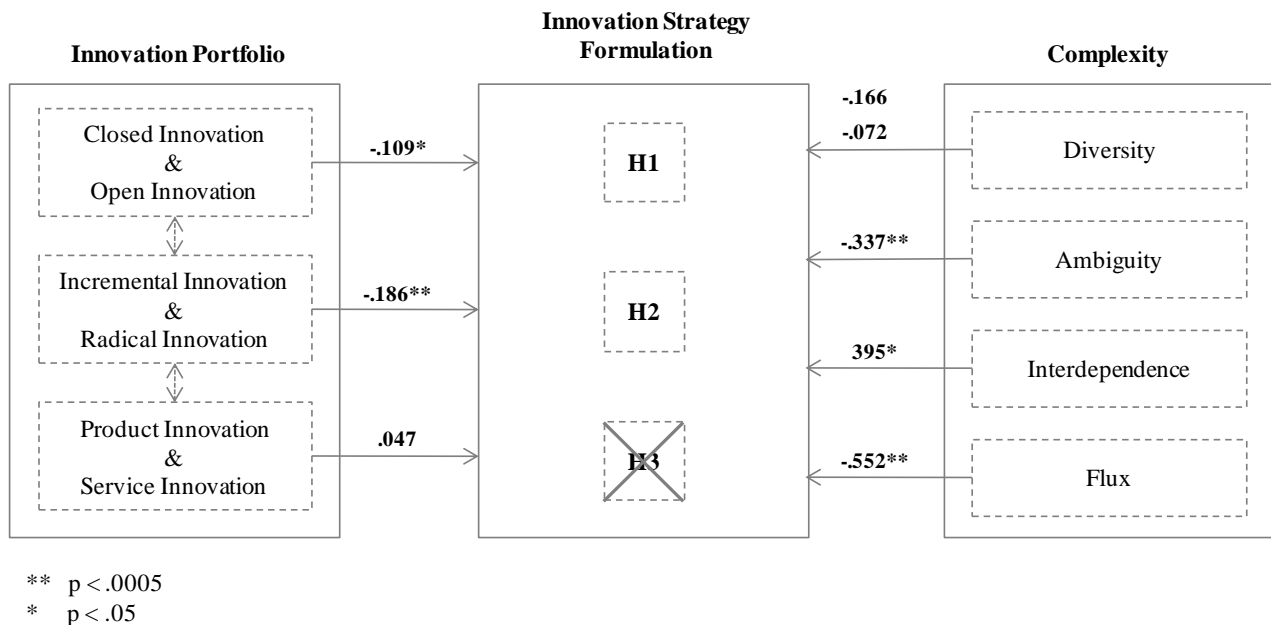 Innovation Strategy
Formulation
Innovation Portfolio
Complexity
Closed Innovation
&
Open Innovation
-.109*
H1
-.166
-.072
Diversity
Incremental Innovation
&
Radical Innovation
-.186**
H2
-.337**
Ambiguity
395*
Interdependence
Product Innovation
&
Service Innovation
.047
H3
-.552**
Flux
** p < .0005
* p < .05